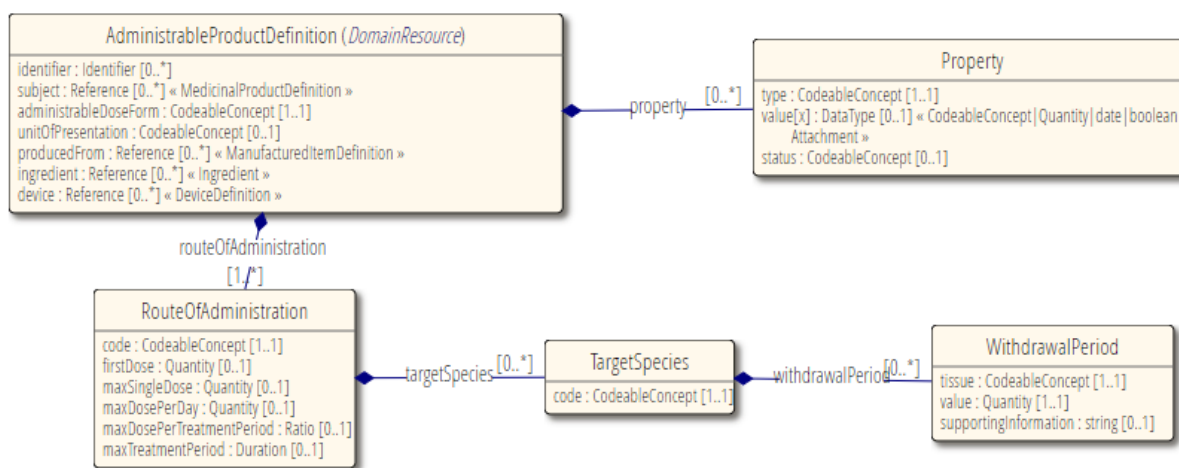 AdministrableProductDefinition (DomainResource)
identifier : Identifier [0..*]
subject : Reference [0..*] « MedicinalProductDefinition »
administrableDoseForm : CodeableConcept [1..1]
unitOfPresentation : CodeableConcept [0..1]
producedFrom : Reference [0..*] « ManufacturedItemDefinition »
ingredient : Reference [0..*] « Ingredient »
device : Reference [0..*] « DeviceDefinition »
property
[0..*]
Property
type : CodeableConcept [1..1]
value[x] : DataType [0..1] « CodeableConcept|Quantity|date|boolean
Attachment »
status : CodeableConcept [0..1]
routeOfAdministration
[1..*]
RouteOfAdministration
code : CodeableConcept [1..1]
firstDose : Quantity [0..1]
maxSingleDose : Quantity [0..1]
maxDosePerDay : Quantity [0..1]
maxDosePerTreatmentPeriod : Ratio [0..1]
maxTreatmentPeriod : Duration [0..1]
targetSpecies
[0..*]
TargetSpecies
code : CodeableConcept [1..1]
withdrawalPeriod
[0..*]
WithdrawalPeriod
tissue : CodeableConcept [1..1]
value : Quantity [1..1]
supportingInformation : string [0..1]